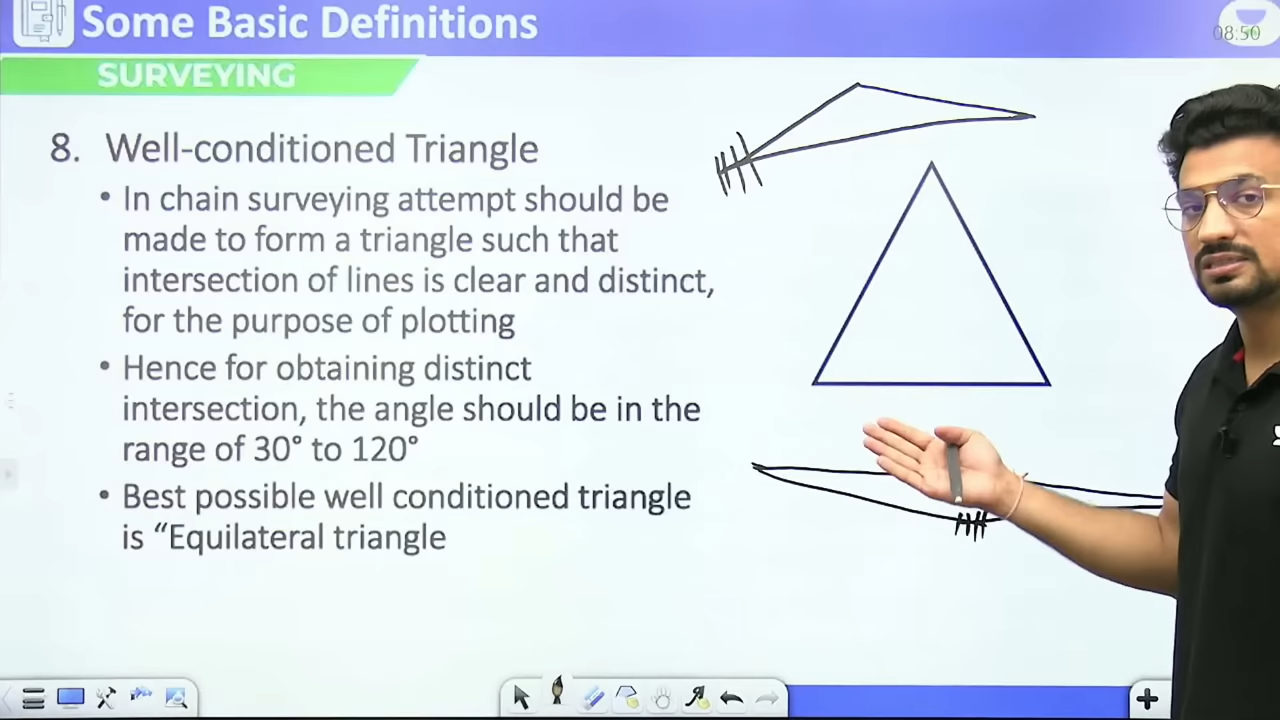 Some Basic Definitions
08:50
SURVEYING
8. Well-conditioned Triangle
• In chain surveying attempt should be
made to form a triangle such that
intersection of lines is clear and distinct,
for the purpose of plotting
• Hence for obtaining distinct
intersection, the angle should be in the
range of 30° to 120°
• Best possible well conditioned triangle
is “Equilateral triangle